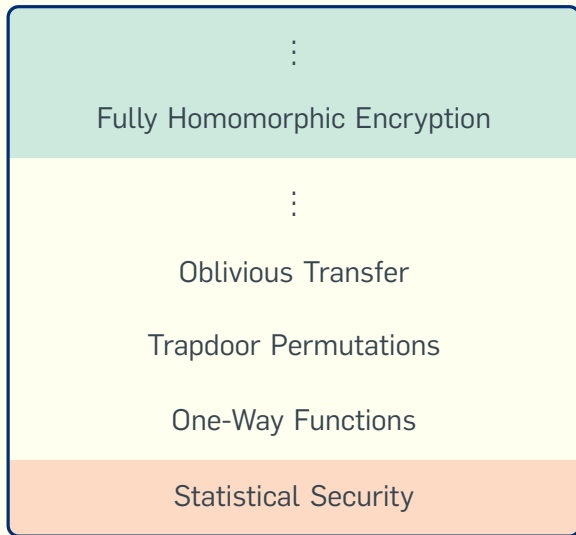 ⋮
Fully Homomorphic Encryption
⋮
Oblivious Transfer
Trapdoor Permutations
One-Way Functions
Statistical Security